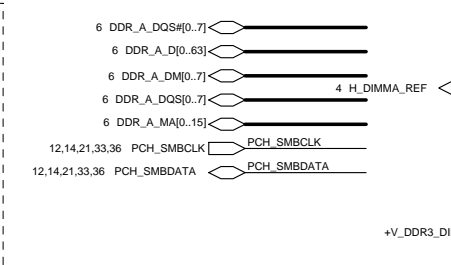 6 DDR_A_DQS#[0..7]
6 DDR_A_D[0..63]
6 DDR_A_DM[0..7]
4 H_DIMMA_REF
6 DDR_A_DQS[0..7]
6 DDR_A_MA[0..15]
12,14,21,33,36 PCH_SMBCLK PCH_SMBCLK
12,14,21,33,36 PCH_SMBDATA PCH_SMBDATA
+V_DDR3_DI